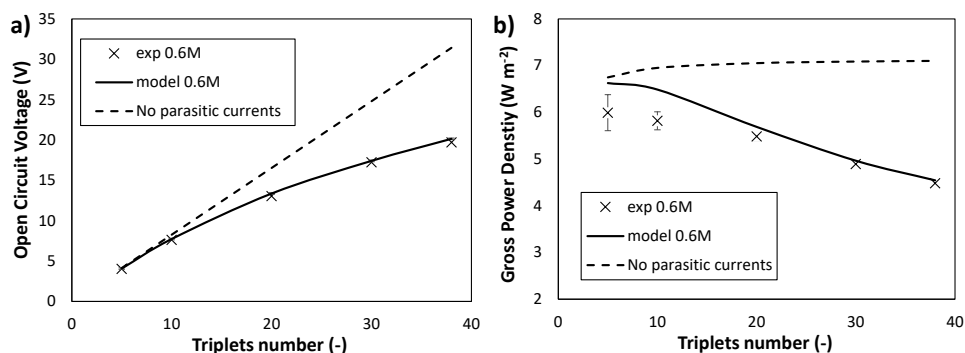 a)
Open Circuit Voltage (V)
35
30
25
20
15
10
5
0
exp 0.6M
model 0.6M
No parasitic currents
0 10 20 30 40
Triplets number (-)
b)
Gross Power Denstiy (W m⁻²)
8
7
6
5
4
3
2
exp 0.6M
model 0.6M
No parasitic currents
0 10 20 30 40
Triplets number (-)